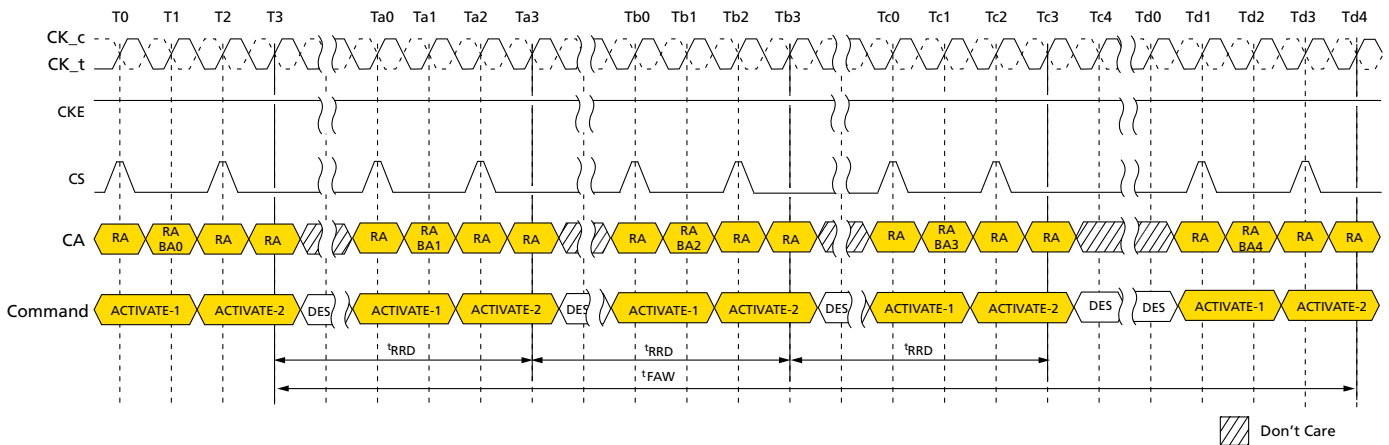 T0 T1 T2 T3 Ta0 Ta1 Ta2 Ta3 Tb0 Tb1 Tb2 Tb3 Tc0 Tc1 Tc2 Tc3 Tc4 Td0 Td1 Td2 Td3 Td4
CK_c
CK_t
CKE
CS
CA RA RA BA0 RA RA RA RA BA1 RA RA RA RA BA2 RA RA RA RA BA3 RA RA RA RA BA4 RA RA
Command ACTIVATE-1 ACTIVATE-2 DES ACTIVATE-1 ACTIVATE-2 DES ACTIVATE-1 ACTIVATE-2 DES ACTIVATE-1 ACTIVATE-2 DES DES ACTIVATE-1 ACTIVATE-2
tRRD tRRD tRRD
tFAW
Don't Care